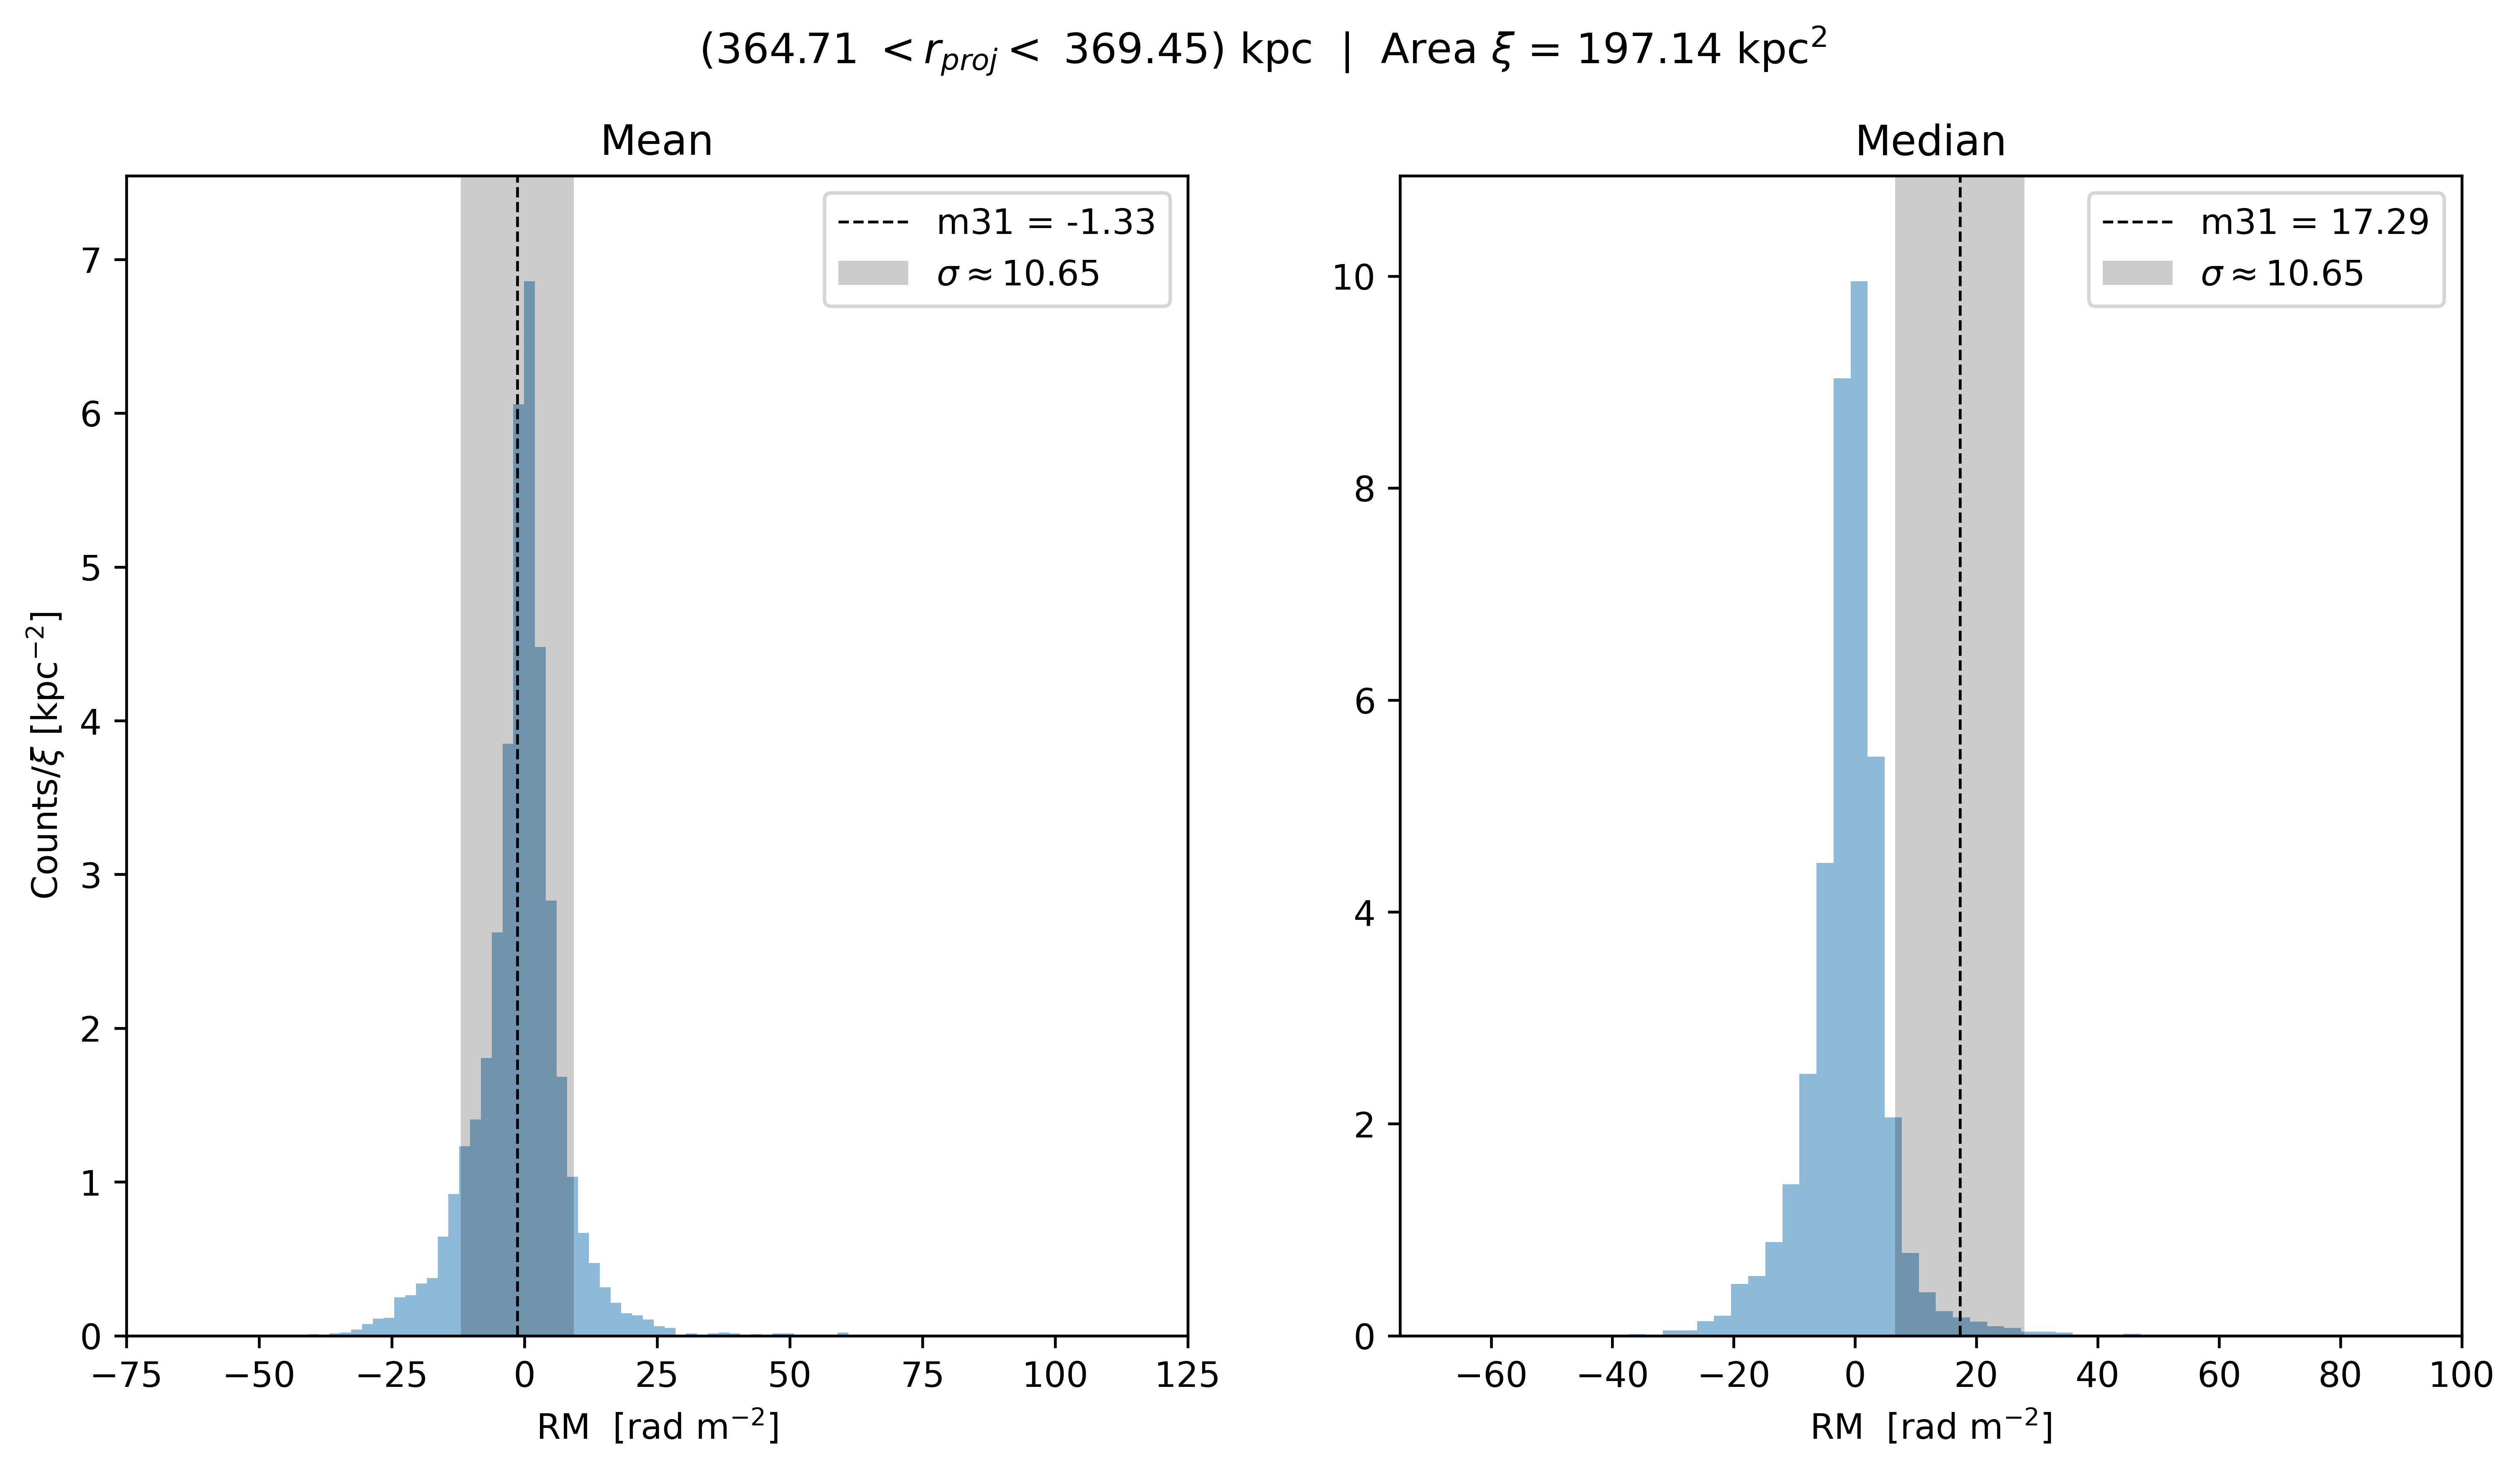 (364.71 < r_proj < 369.45) kpc | Area ξ = 197.14 kpc²
Mean
m31 = -1.33
σ ≈ 10.65
7
6
5
4
3
2
1
0
Counts/ξ [kpc⁻²]
−75 −50 −25 0 25 50 75 100 125
RM [rad m⁻²]
Median
m31 = 17.29
σ ≈ 10.65
10
8
6
4
2
0
−60 −40 −20 0 20 40 60 80 100
RM [rad m⁻²]